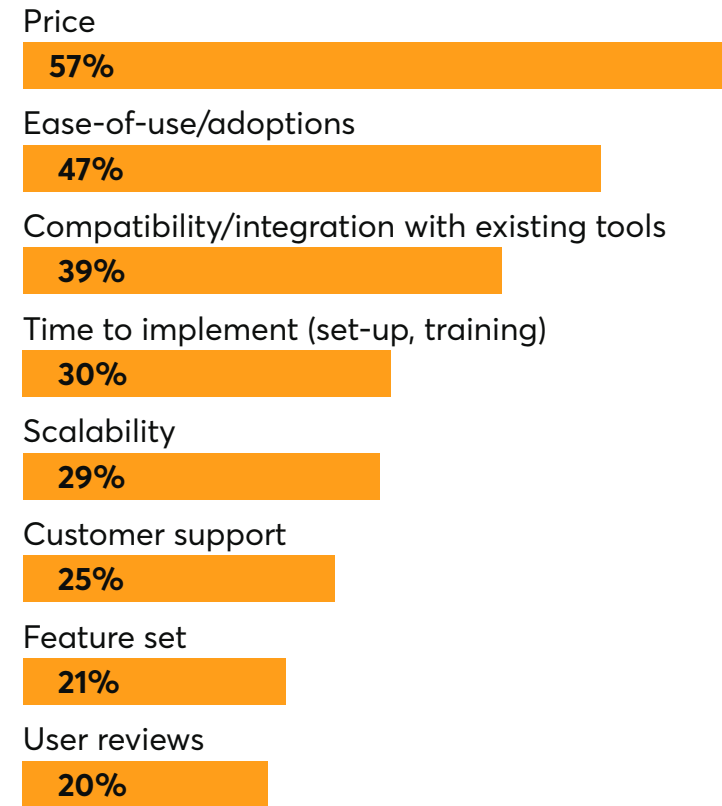 Price
57%
Ease-of-use/adoptions
47%
Compatibility/integration with existing tools
39%
Time to implement (set-up, training)
30%
Scalability
29%
Customer support
25%
Feature set
21%
User reviews
20%